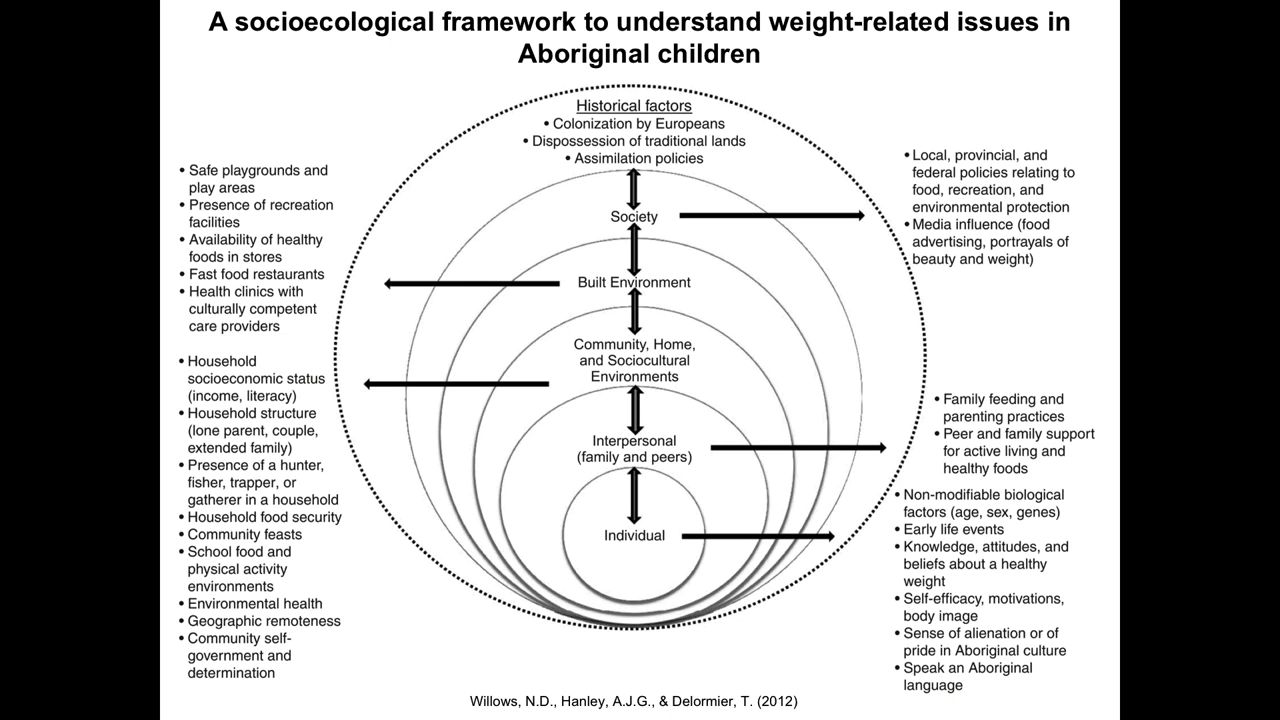 A socioecological framework to understand weight-related issues in
Aboriginal children
Historical factors
• Colonization by Europeans
• Dispossession of traditional lands
• Assimilation policies
Society
Built Environment
Community, Home,
and Sociocultural
Environments
Interpersonal
(family and peers)
Individual
• Safe playgrounds and
play areas
• Presence of recreation
facilities
• Availability of healthy
foods in stores
• Fast food restaurants
• Health clinics with
culturally competent
care providers
• Household
socioeconomic status
(income, literacy)
• Household structure
(lone parent, couple,
extended family)
• Presence of a hunter,
fisher, trapper, or
gatherer in a household
• Household food security
• Community feasts
• School food and
physical activity
environments
• Environmental health
• Geographic remoteness
• Community self-
government and
determination
• Local, provincial, and
federal policies relating to
food, recreation, and
environmental protection
• Media influence (food
advertising, portrayals of
beauty and weight)
• Family feeding and
parenting practices
• Peer and family support
for active living and
healthy foods
• Non-modifiable biological
factors (age, sex, genes)
• Early life events
• Knowledge, attitudes, and
beliefs about a healthy
weight
• Self-efficacy, motivations,
body image
• Sense of alienation or of
pride in Aboriginal culture
• Speak an Aboriginal
language
Willows, N.D., Hanley, A.J.G., & Delormier, T. (2012)